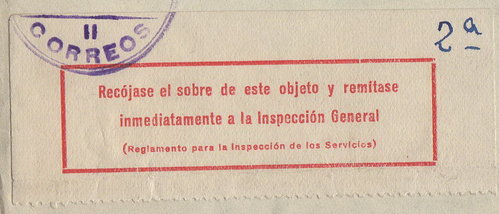 11
CORREOS
2ª
Recójase el sobre de este objeto y remítase
inmediatamente a la Inspección General
(Reglamento para la Inspección de los Servicios)